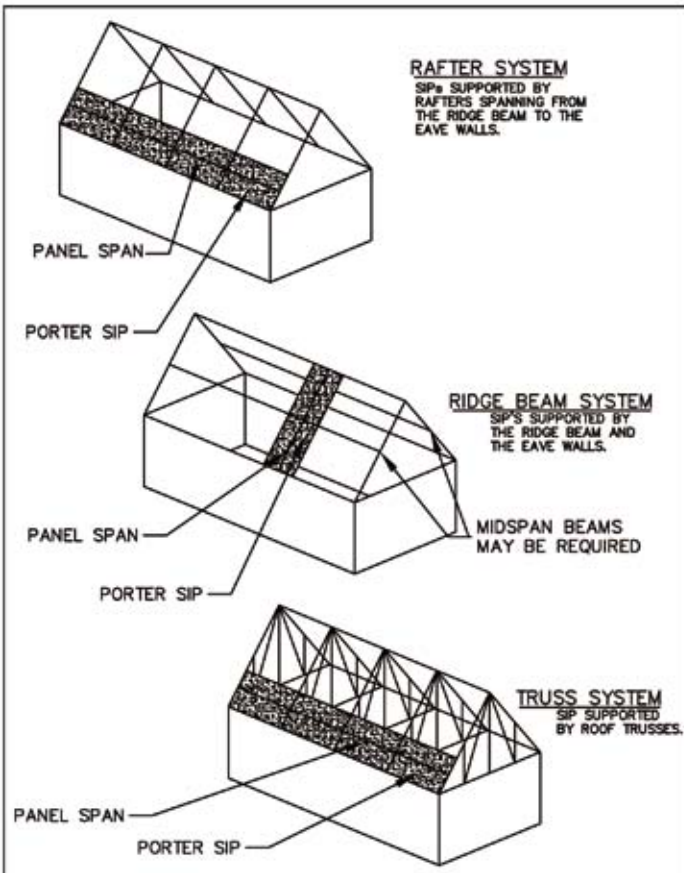 RAFTER SYSTEM
SIPs SUPPORTED BY
RAFTERS SPANNING FROM
THE RIDGE BEAM TO THE
EAVE WALLS.
PANEL SPAN
PORTER SIP
RIDGE BEAM SYSTEM
SIP'S SUPPORTED BY
THE RIDGE BEAM AND
THE EAVE WALLS.
PANEL SPAN
MIDSPAN BEAMS
MAY BE REQUIRED
PORTER SIP
TRUSS SYSTEM
SIP SUPPORTED
BY ROOF TRUSSES.
PANEL SPAN
PORTER SIP